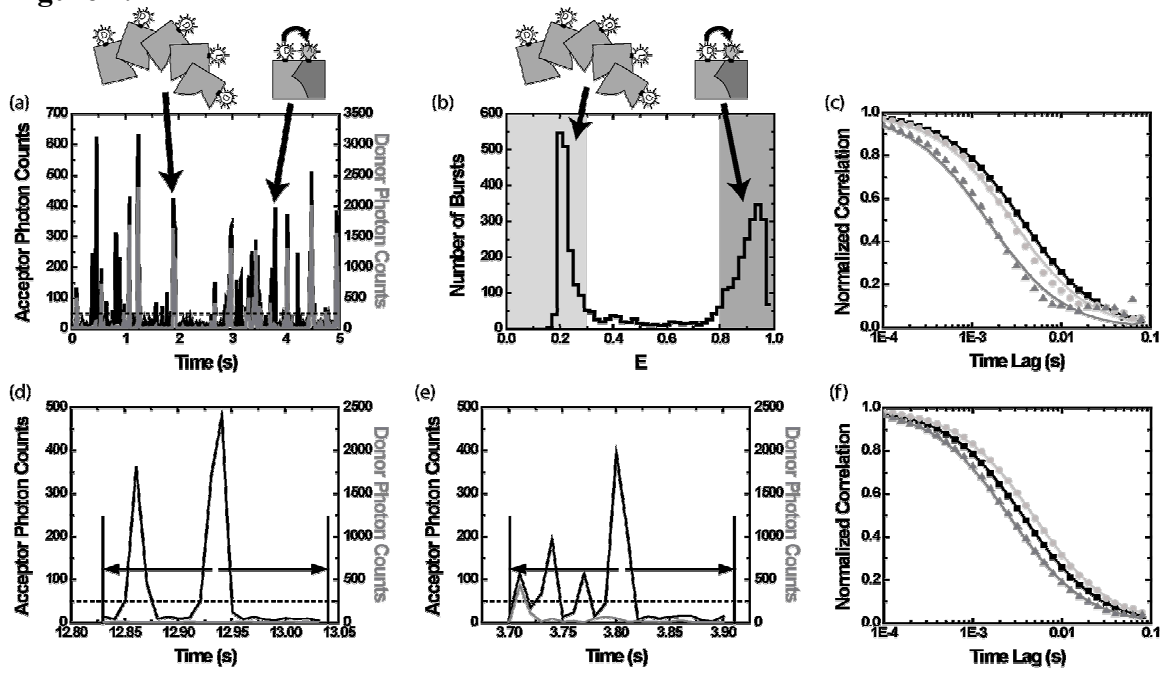 (a)
700
600
500
400
300
200
100
0
3500
3000
2500
2000
1500
1000
500
0
0 1 2 3 4 5
Acceptor Photon Counts
Donor Photon Counts
Time (s)
(b)
600
500
400
300
200
100
0
0.0 0.2 0.4 0.6 0.8 1.0
Number of Bursts
E
(c)
1.0
0.8
0.6
0.4
0.2
0.0
1E-4 1E-3 0.01 0.1
Normalized Correlation
Time Lag (s)
(d)
500
400
300
200
100
0
2500
2000
1500
1000
500
0
12.80 12.85 12.90 12.95 13.00 13.05
Acceptor Photon Counts
Donor Photon Counts
Time (s)
(e)
500
400
300
200
100
0
2500
2000
1500
1000
500
0
3.70 3.75 3.80 3.85 3.90
Acceptor Photon Counts
Donor Photon Counts
Time (s)
(f)
1.0
0.8
0.6
0.4
0.2
0.0
1E-4 1E-3 0.01 0.1
Normalized Correlation
Time Lag (s)